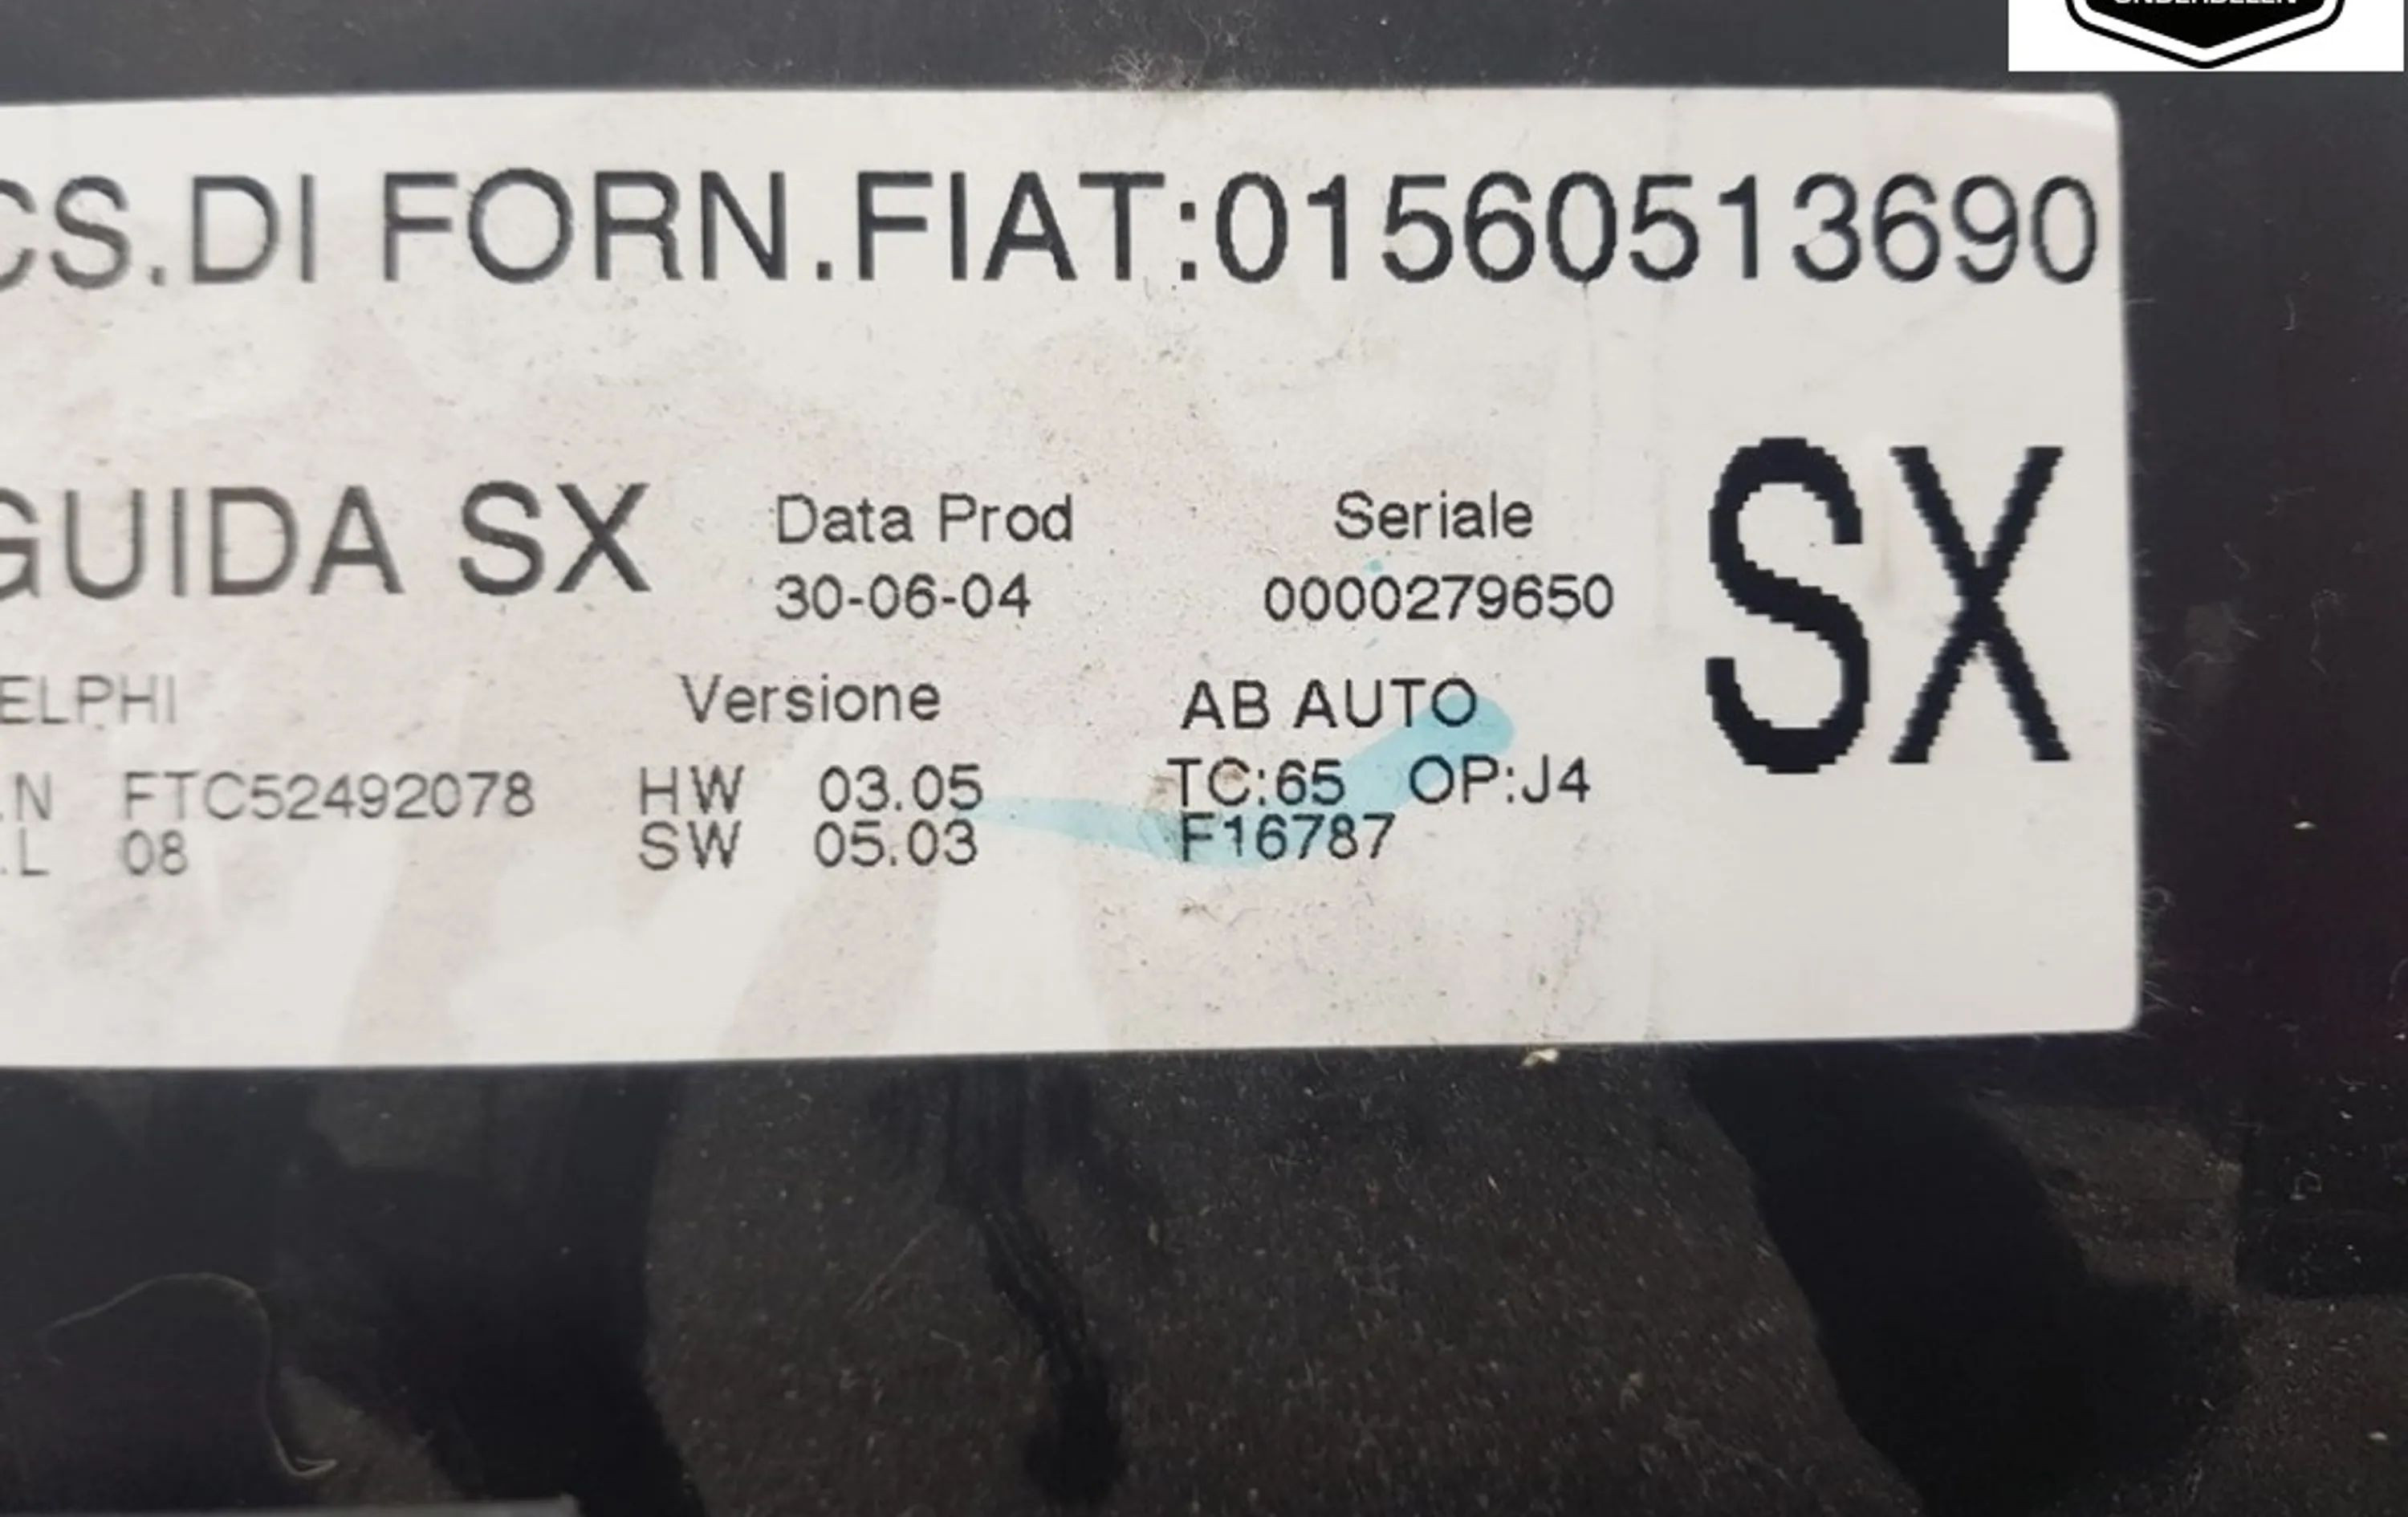 CS.DI FORN.FIAT:01560513690
GUIDA SX
Data Prod
Seriale
30-06-04
0000279650
SX
ELPHI
Versione
AB AUTO
.N FTC52492078
HW 03.05
TC:65 OP:J4
.L 08
SW 05.03
F16787